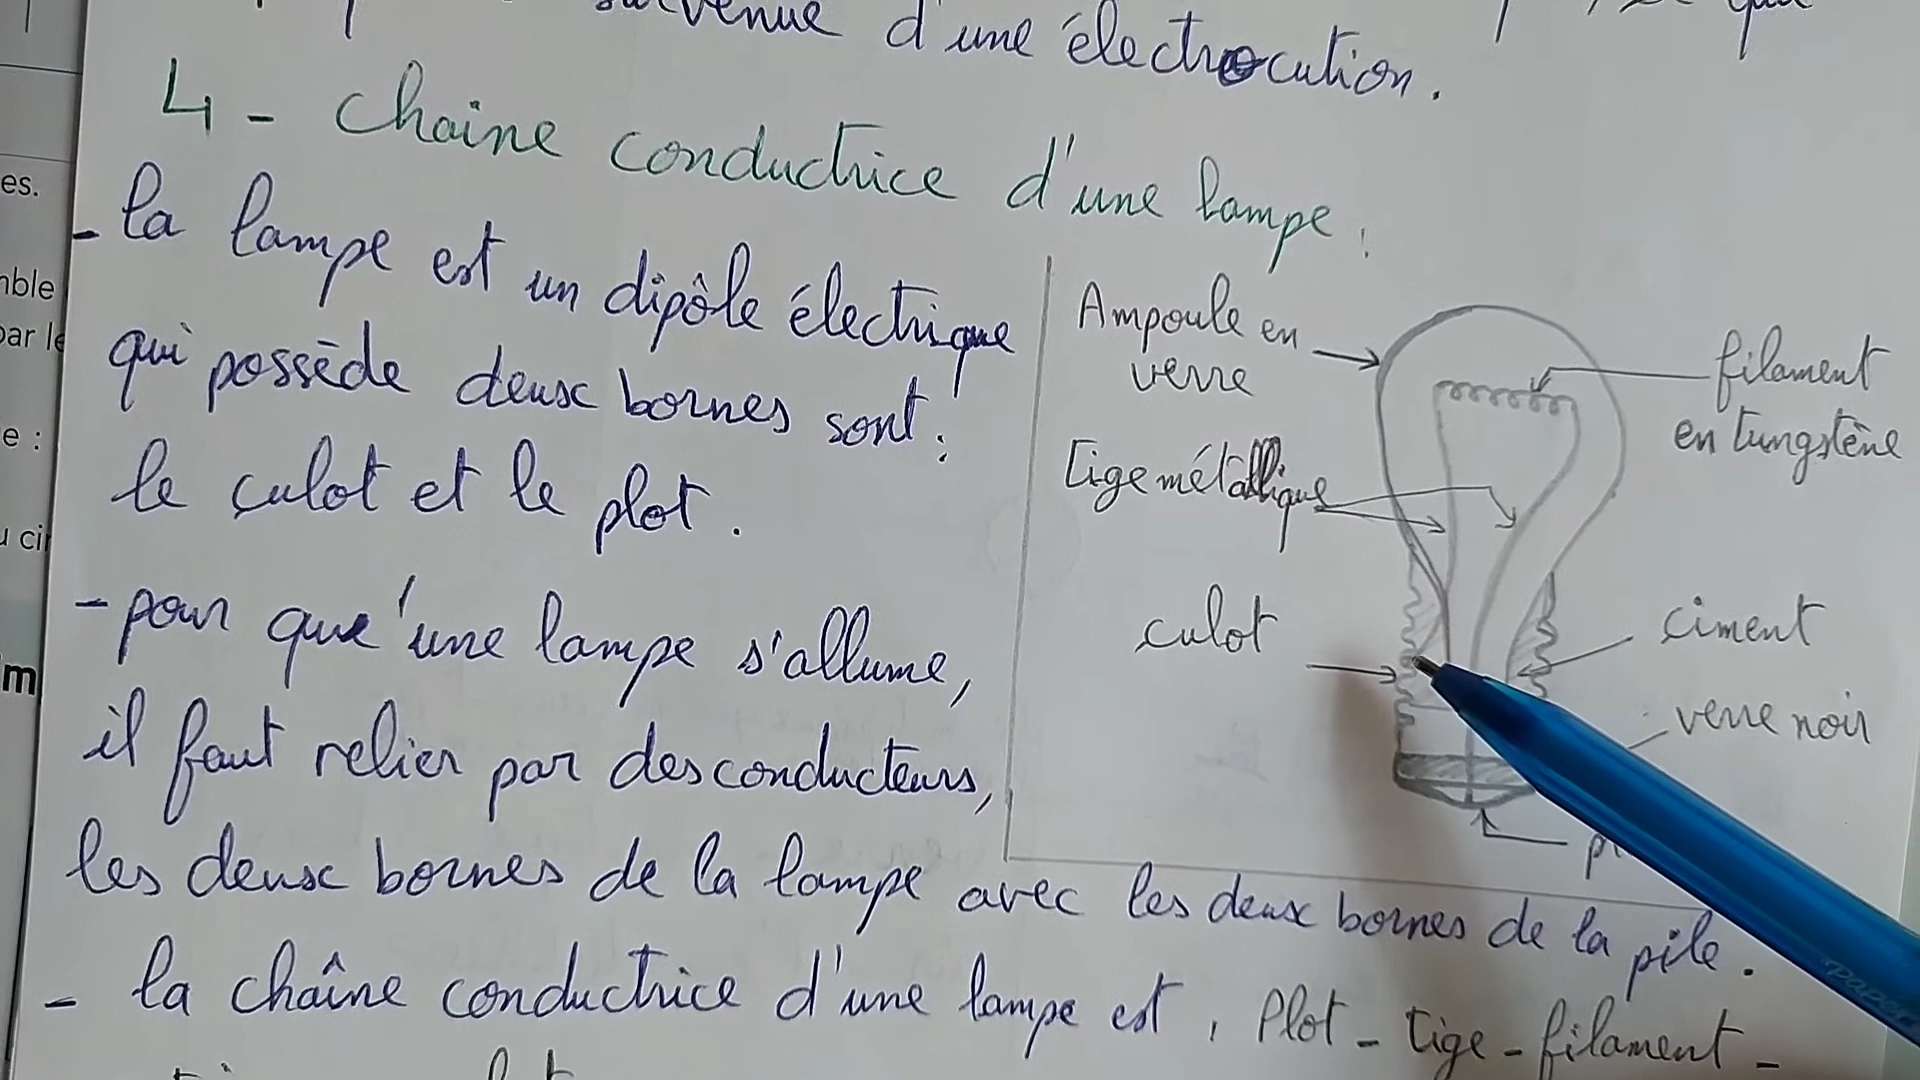 d'une électrocution.
4 - Chaine conductrice d'une lampe :
- la lampe est un dipôle électrique
qui possède deux bornes sont :
le culot et le plot.
- pour que'une lampe s'allume,
il faut relier par des conducteurs,
les deux bornes de la lampe avec les deux bornes de la pile.
- la chaîne conductrice d'une lampe est : Plot - tige - filament -
Ampoule en
verre
Tige métallique
culot
filament
en tungstène
ciment
verre noir
es.
e :